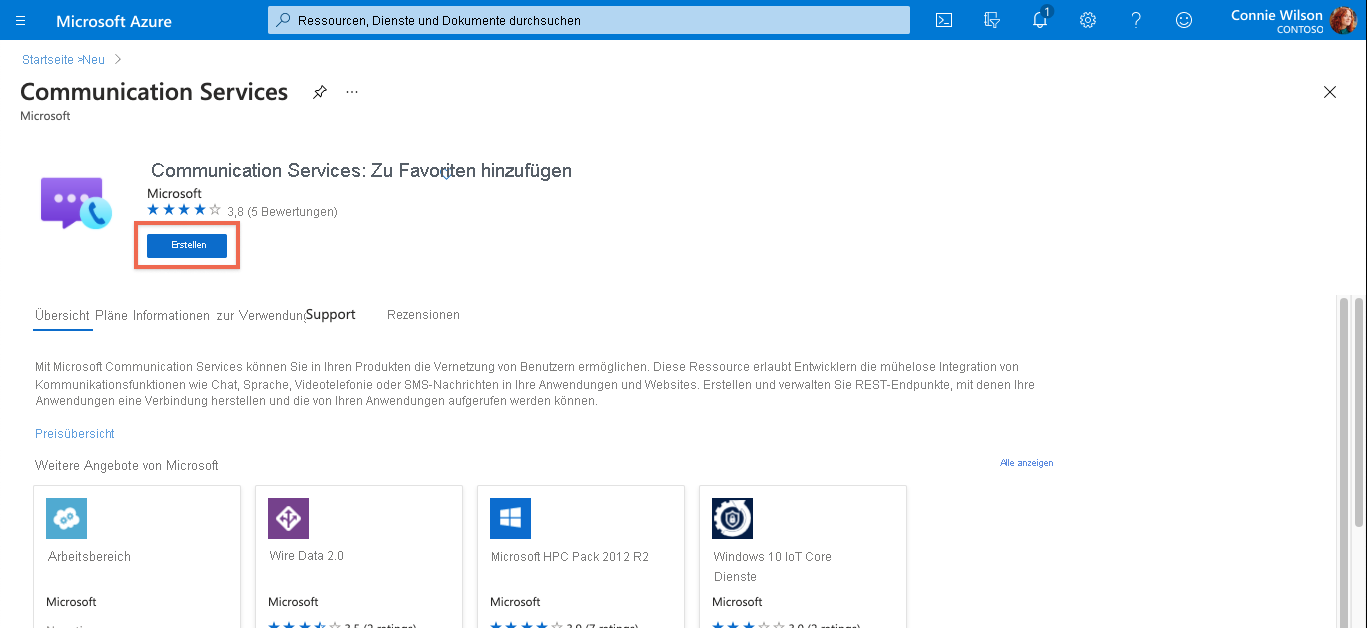 Microsoft Azure
Ressourcen, Dienste und Dokumente durchsuchen
1
Connie Wilson
CONTOSO
Startseite >Neu >
Communication Services
Microsoft
Communication Services: Zu Favoriten hinzufügen
Microsoft
3,8 (5 Bewertungen)
Erstellen
Übersicht Pläne Informationen zur Verwendung Support Rezensionen
Mit Microsoft Communication Services können Sie in Ihren Produkten die Vernetzung von Benutzern ermöglichen. Diese Ressource erlaubt Entwicklern die mühelose Integration von
Kommunikationsfunktionen wie Chat, Sprache, Videotelefonie oder SMS-Nachrichten in Ihre Anwendungen und Websites. Erstellen und verwalten Sie REST-Endpunkte, mit denen Ihre
Anwendungen eine Verbindung herstellen und die von Ihren Anwendungen aufgerufen werden können.
Preisübersicht
Weitere Angebote von Microsoft
Alle anzeigen
Arbeitsbereich
Microsoft
Wire Data 2.0
Microsoft
3.5 (2 ratings)
Microsoft HPC Pack 2012 R2
Microsoft
3.9 (7 ratings)
Windows 10 IoT Core
Dienste
Microsoft